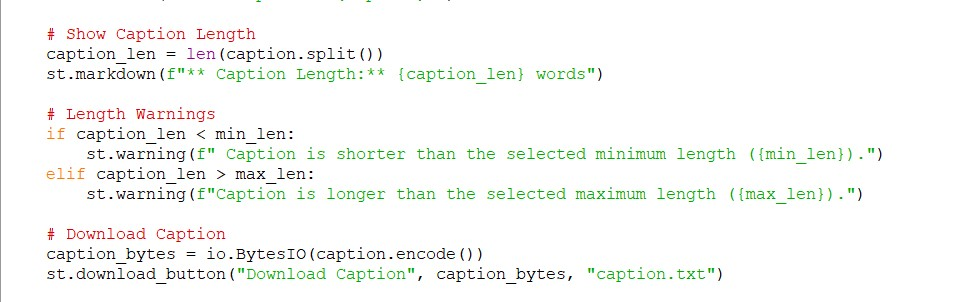 # Show Caption Length
caption_len = len(caption.split())
st.markdown(f"** Caption Length:** {caption_len} words")
# Length Warnings
if caption_len < min_len:
st.warning(f" Caption is shorter than the selected minimum length ({min_len}).")
elif caption_len > max_len:
st.warning(f"Caption is longer than the selected maximum length ({max_len}).")
# Download Caption
caption_bytes = io.BytesIO(caption.encode())
st.download_button("Download Caption", caption_bytes, "caption.txt")